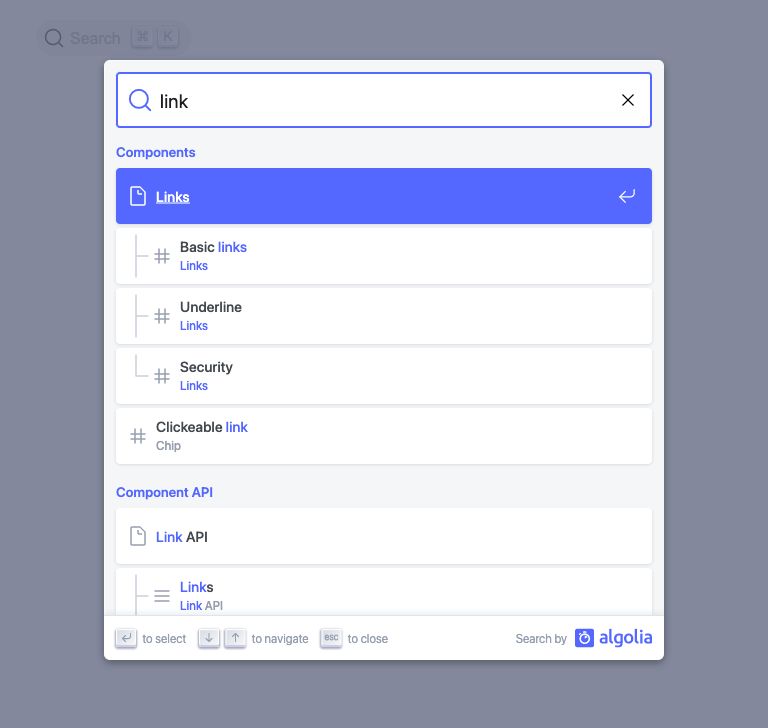 Search ⌘ K
link
Components
Links
Basic links
Links
Underline
Links
Security
Links
Clickeable link
Chip
Component API
Link API
Links
Link API
to select
to navigate
esc to close
Search by algolia